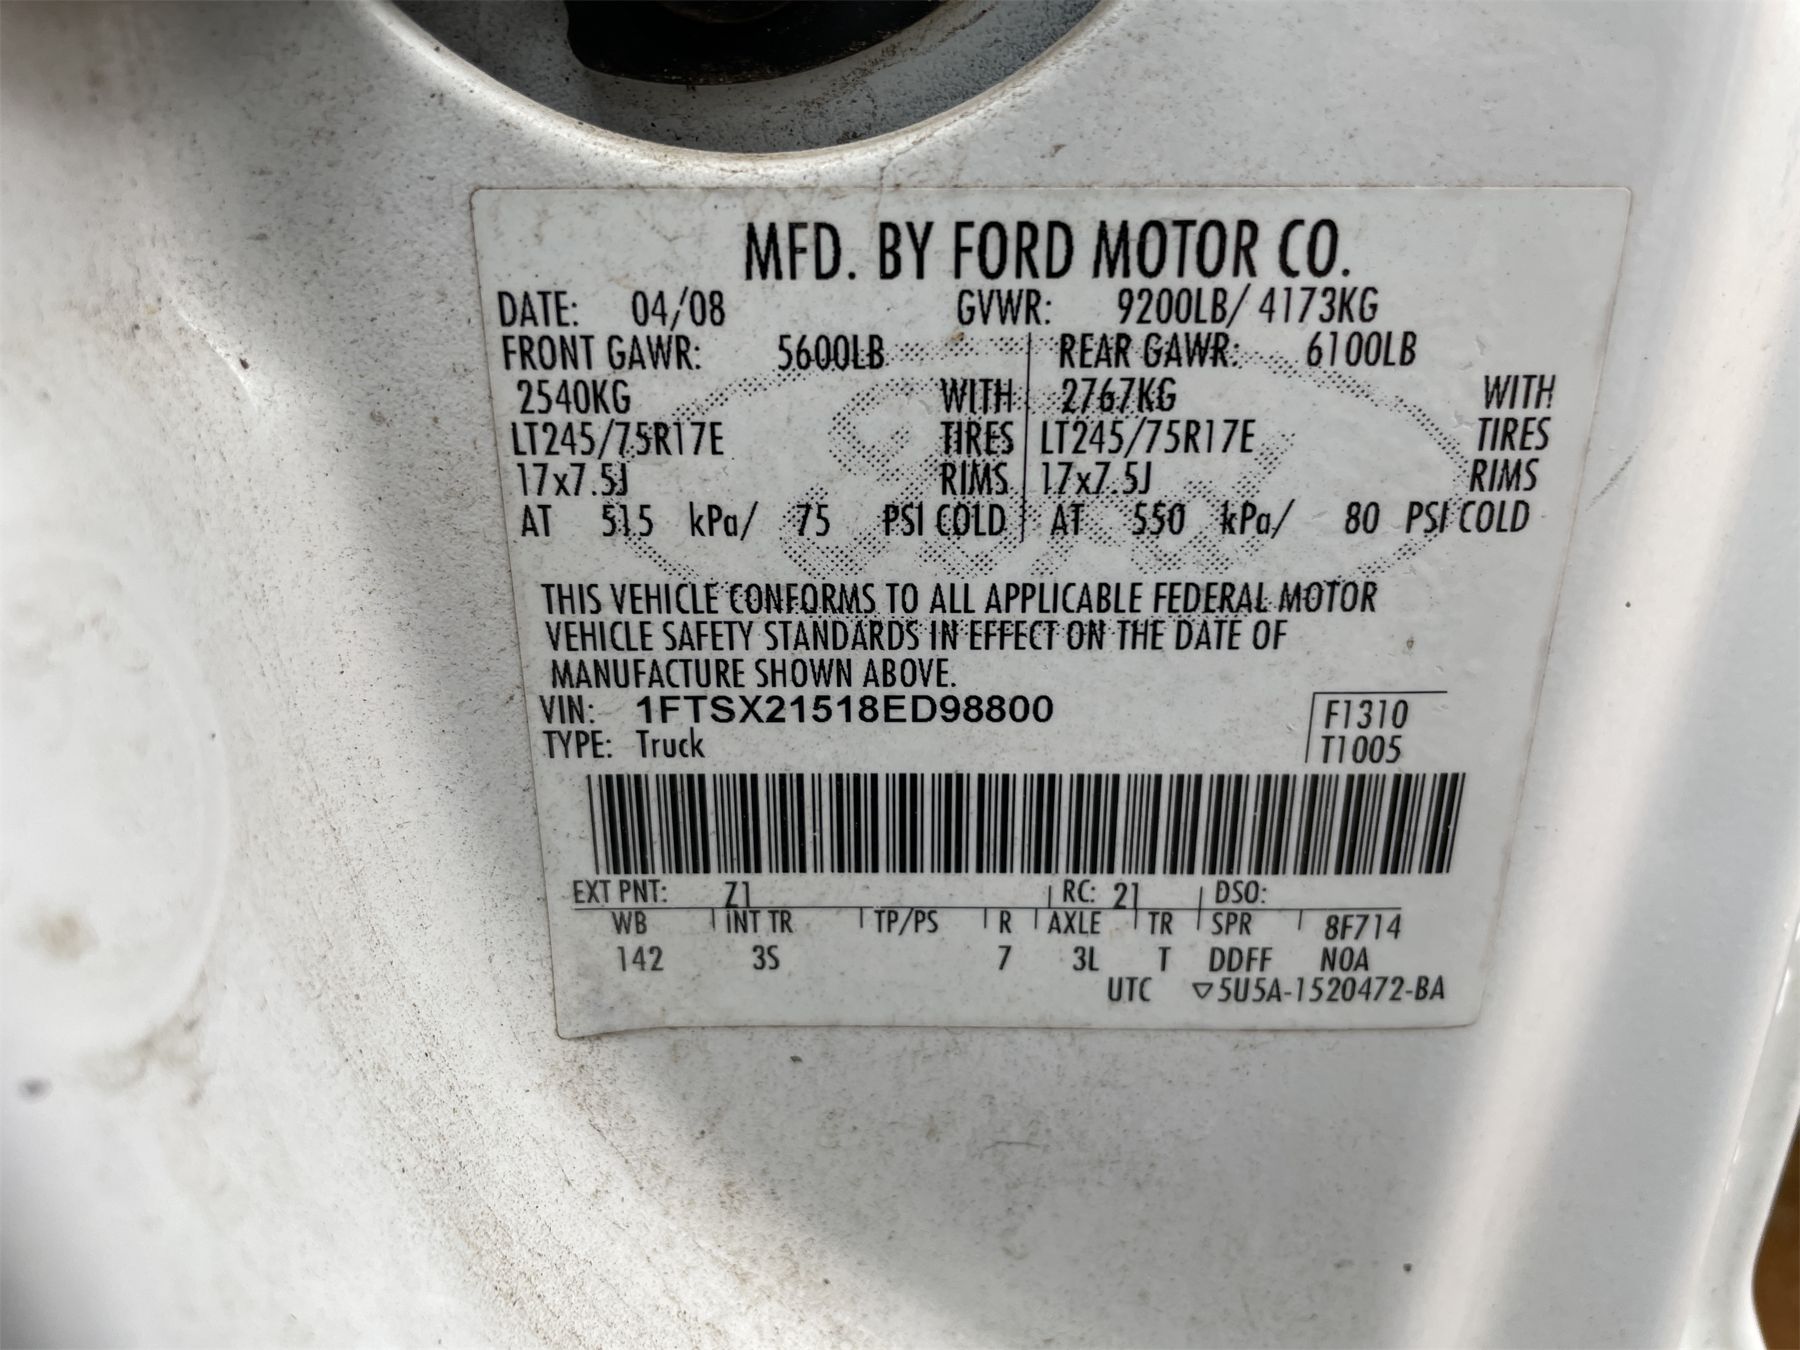 MFD. BY FORD MOTOR CO.
DATE: 04/08 GVWR: 9200LB/ 4173KG
FRONT GAWR: 5600LB REAR GAWR: 6100LB
2540KG WITH 2767KG WITH
LT245/75R17E TIRES LT245/75R17E TIRES
17x7.5J RIMS 17x7.5J RIMS
AT 515 kPa/ 75 PSI COLD AT 550 kPa/ 80 PSI COLD
THIS VEHICLE CONFORMS TO ALL APPLICABLE FEDERAL MOTOR
VEHICLE SAFETY STANDARDS IN EFFECT ON THE DATE OF
MANUFACTURE SHOWN ABOVE.
VIN: 1FTSX21518ED98800 F1310
TYPE: Truck T1005
EXT PNT: Z1 RC: 21 DSO:
WB INT TR TP/PS R AXLE TR SPR 8F714
142 3S 7 3L T DDFF NOA
UTC ▽5U5A-1520472-BA